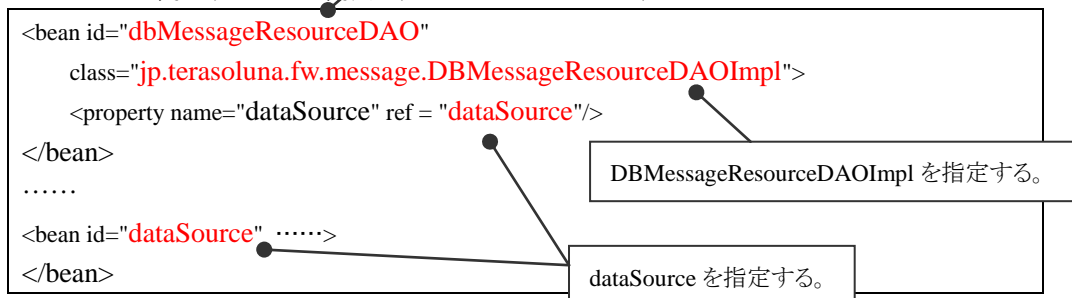 <bean id="dbMessageResourceDAO"
class="jp.terasoluna.fw.message.DBMessageResourceDAOImpl">
<property name="dataSource" ref = "dataSource"/>
</bean>
DBMessageResourceDAOImpl を指定する。
……
<bean id="dataSource" ……>
</bean>
dataSource を指定する。